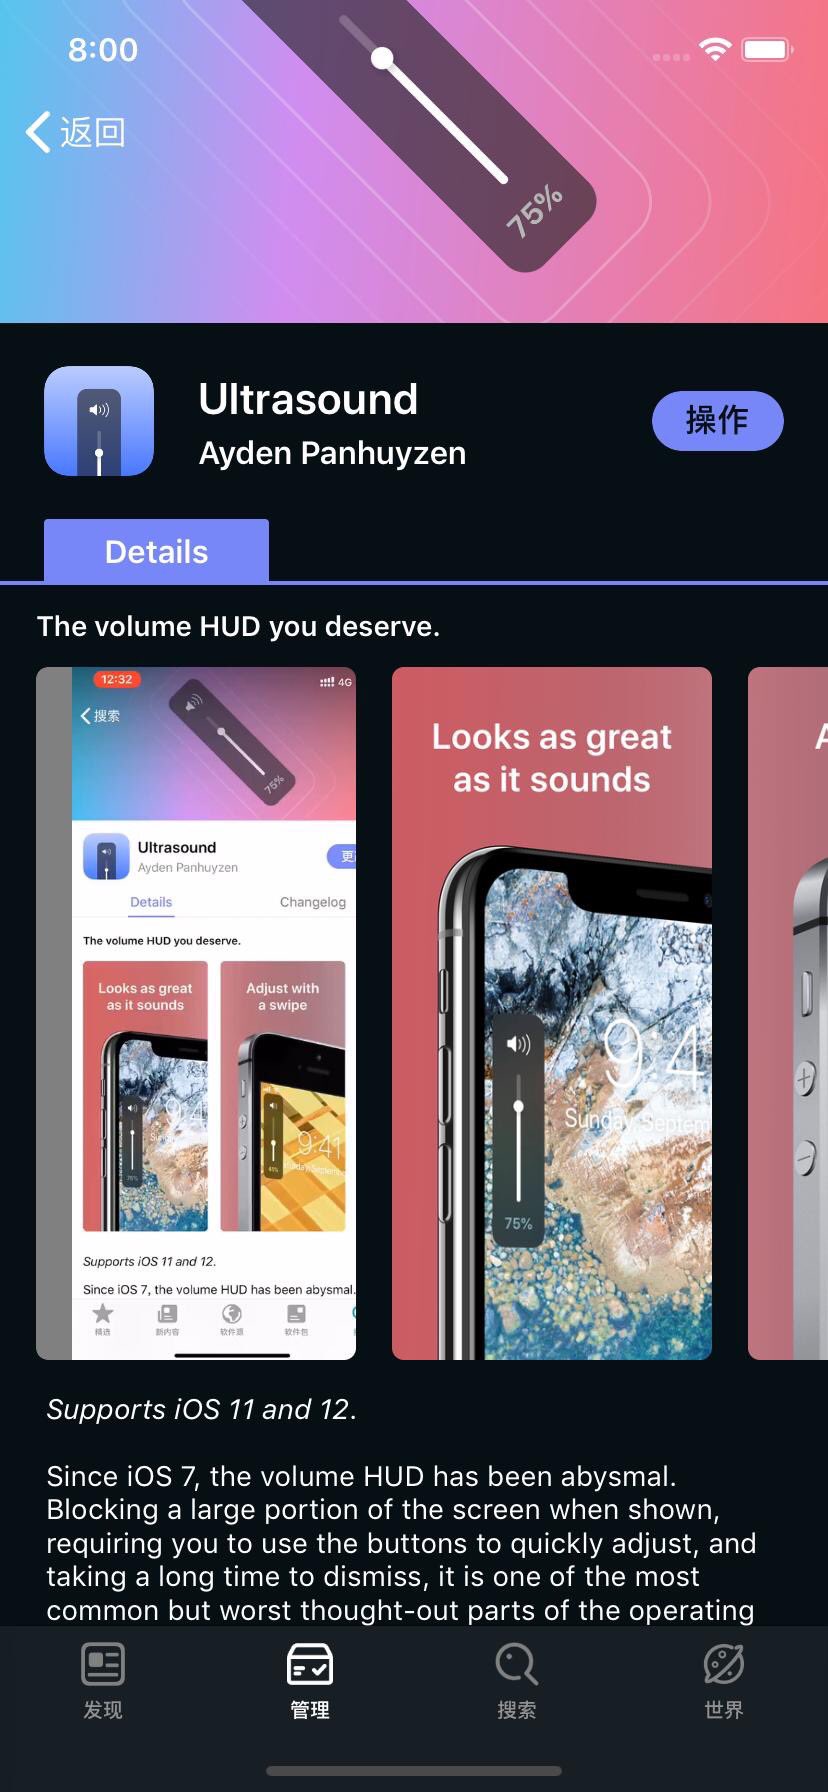 8:00
返回
75%
Ultrasound
Ayden Panhuyzen
操作
Details
The volume HUD you deserve.
12:32
4G
搜索
75%
Ultrasound
Ayden Panhuyzen
Details
Changelog
The volume HUD you deserve.
Looks as great
as it sounds
Adjust with
a swipe
9:41
Supports iOS 11 and 12.
Since iOS 7, the volume HUD has been abysmal.
精选
新内容
软件源
软件包
Looks as great
as it sounds
9:4
Sunday, Septem
75%
A
Supports iOS 11 and 12.
Since iOS 7, the volume HUD has been abysmal.
Blocking a large portion of the screen when shown,
requiring you to use the buttons to quickly adjust, and
taking a long time to dismiss, it is one of the most
common but worst thought-out parts of the operating
发现
管理
搜索
世界